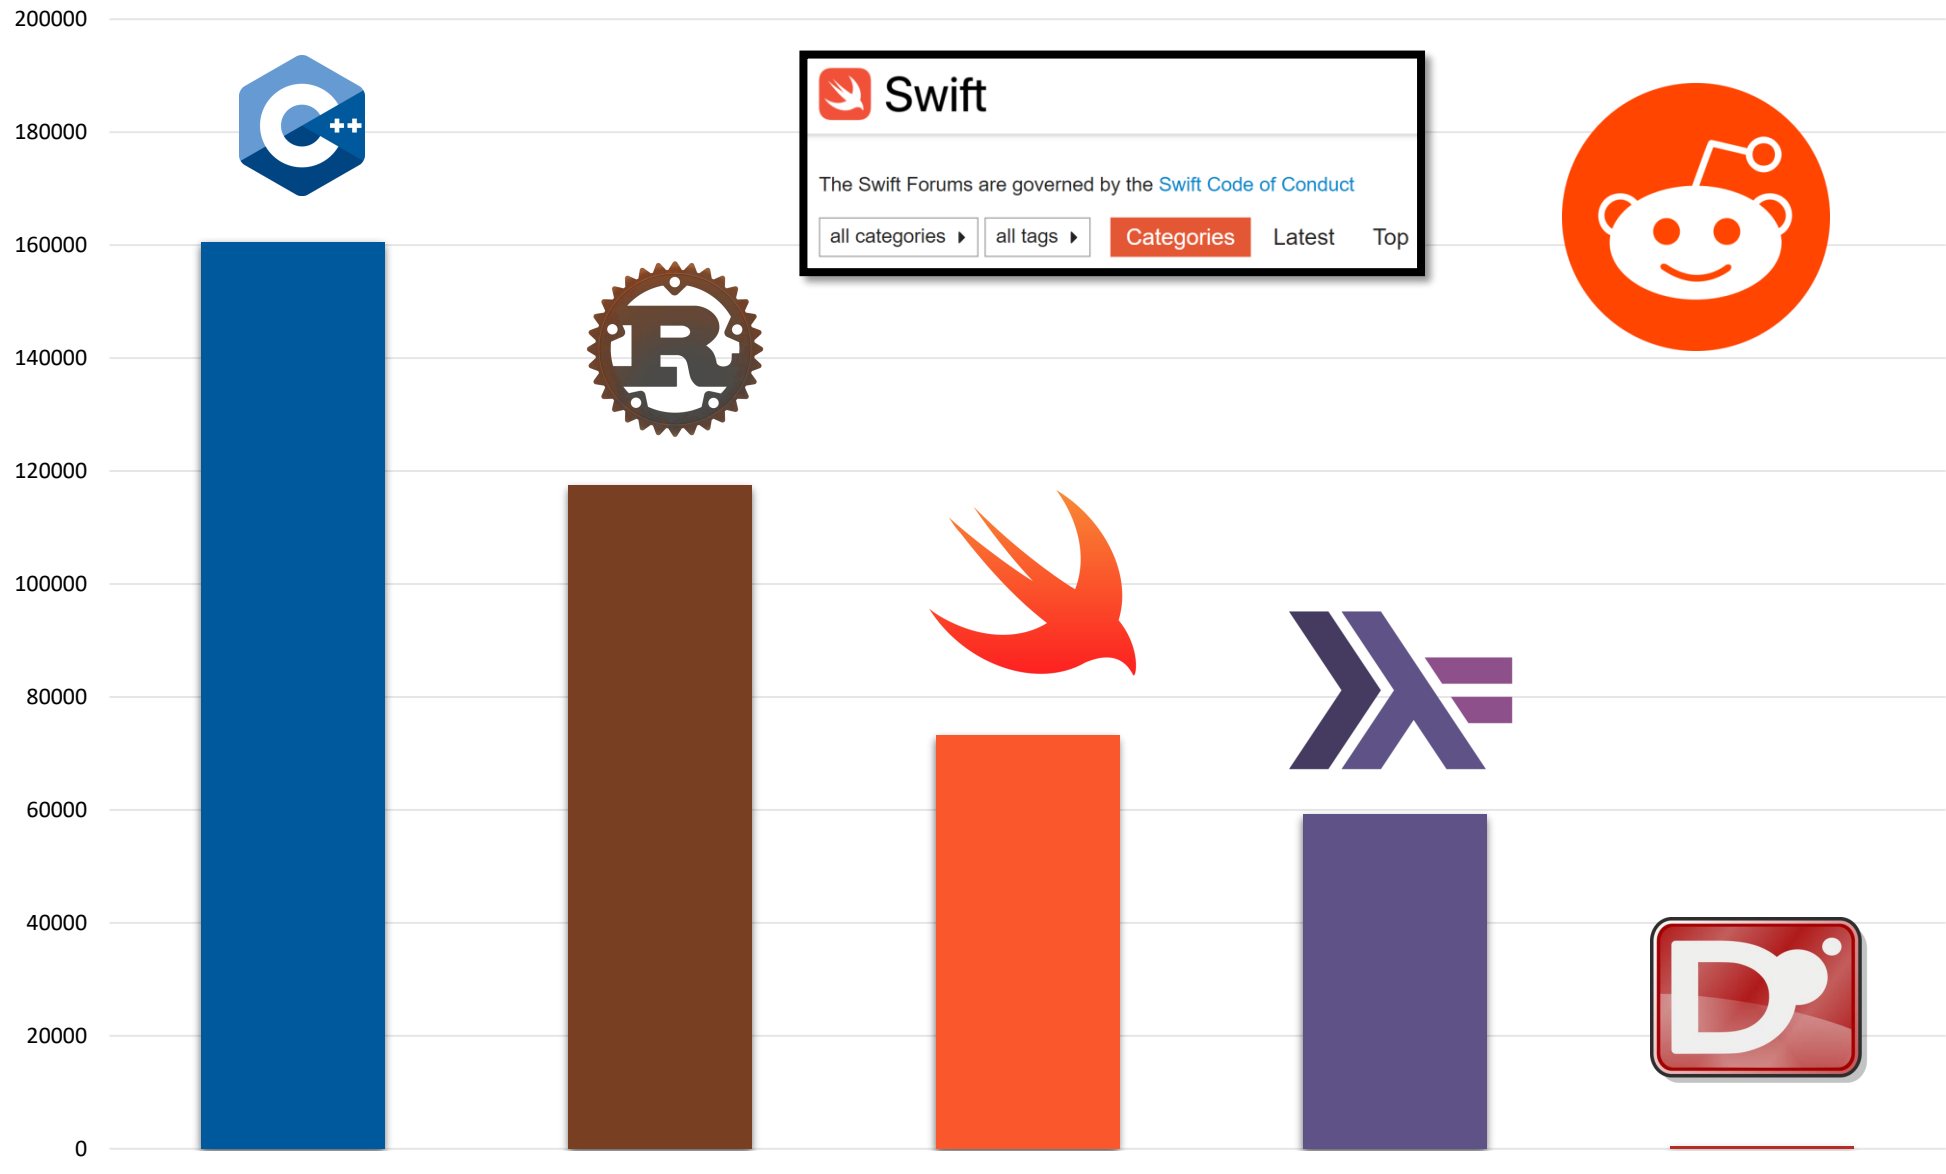 200000
180000
160000
140000
120000
100000
80000
60000
40000
20000
0
C++
R
Swift
The Swift Forums are governed by the Swift Code of Conduct
all categories all tags Categories Latest Top
D